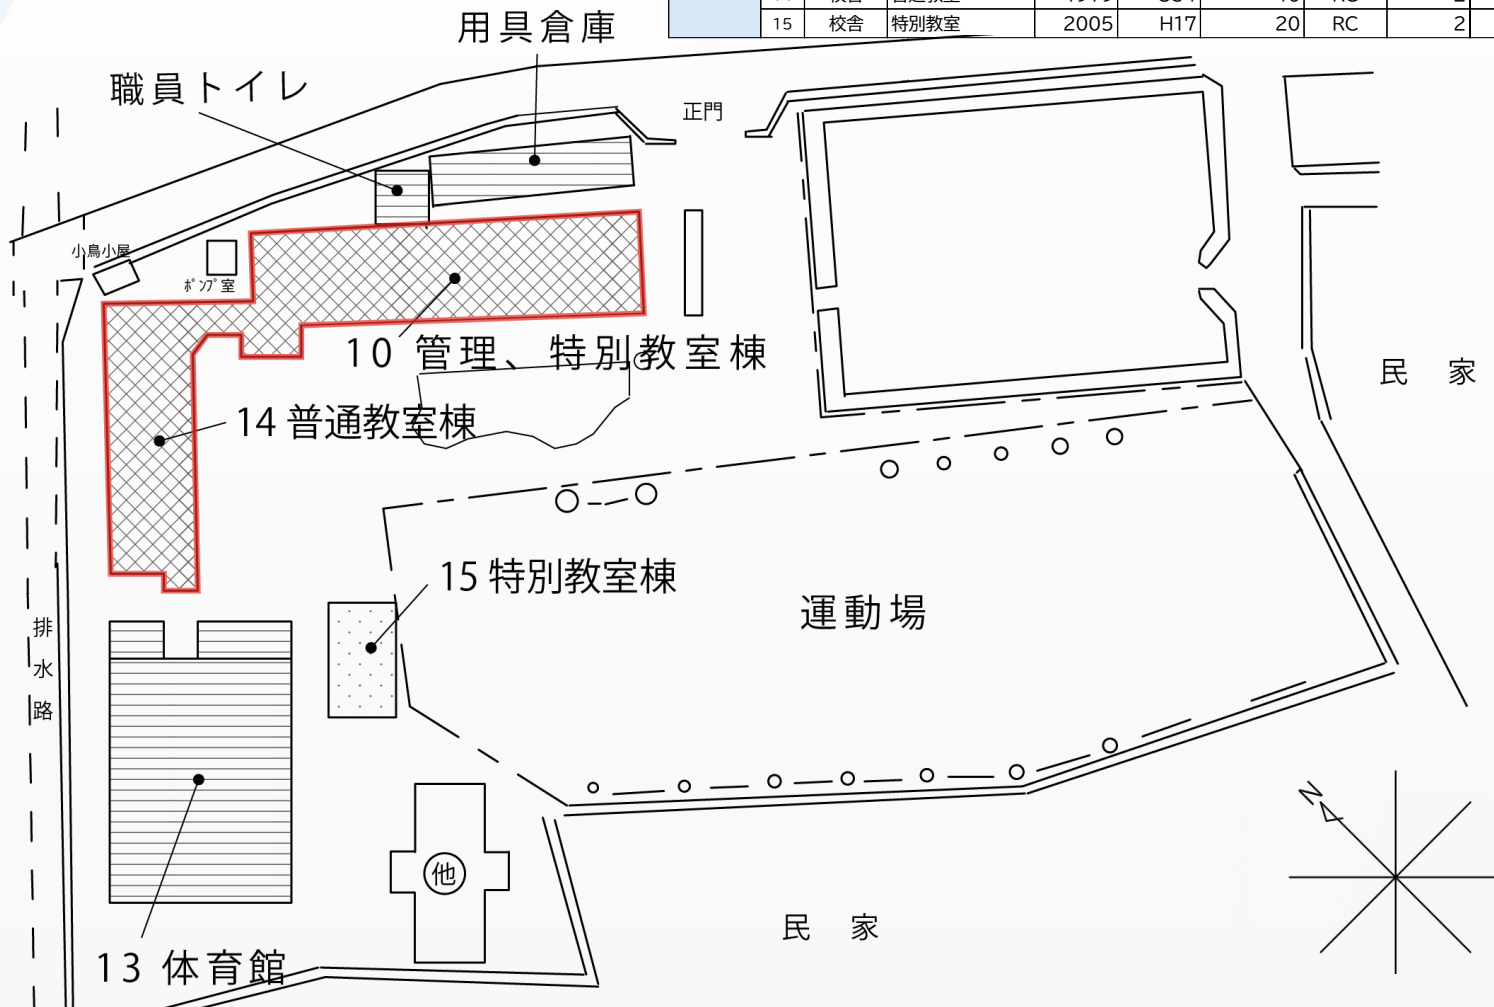 15 校舎 特別教室 2005 H17 20 RC 2
用具倉庫
職員トイレ
正門
小鳥小屋
ﾎﾟﾝﾌﾟ室
10 管理、特別教室棟
民 家
14 普通教室棟
15 特別教室棟
運動場
排水路
N
他
民 家
13 体育館